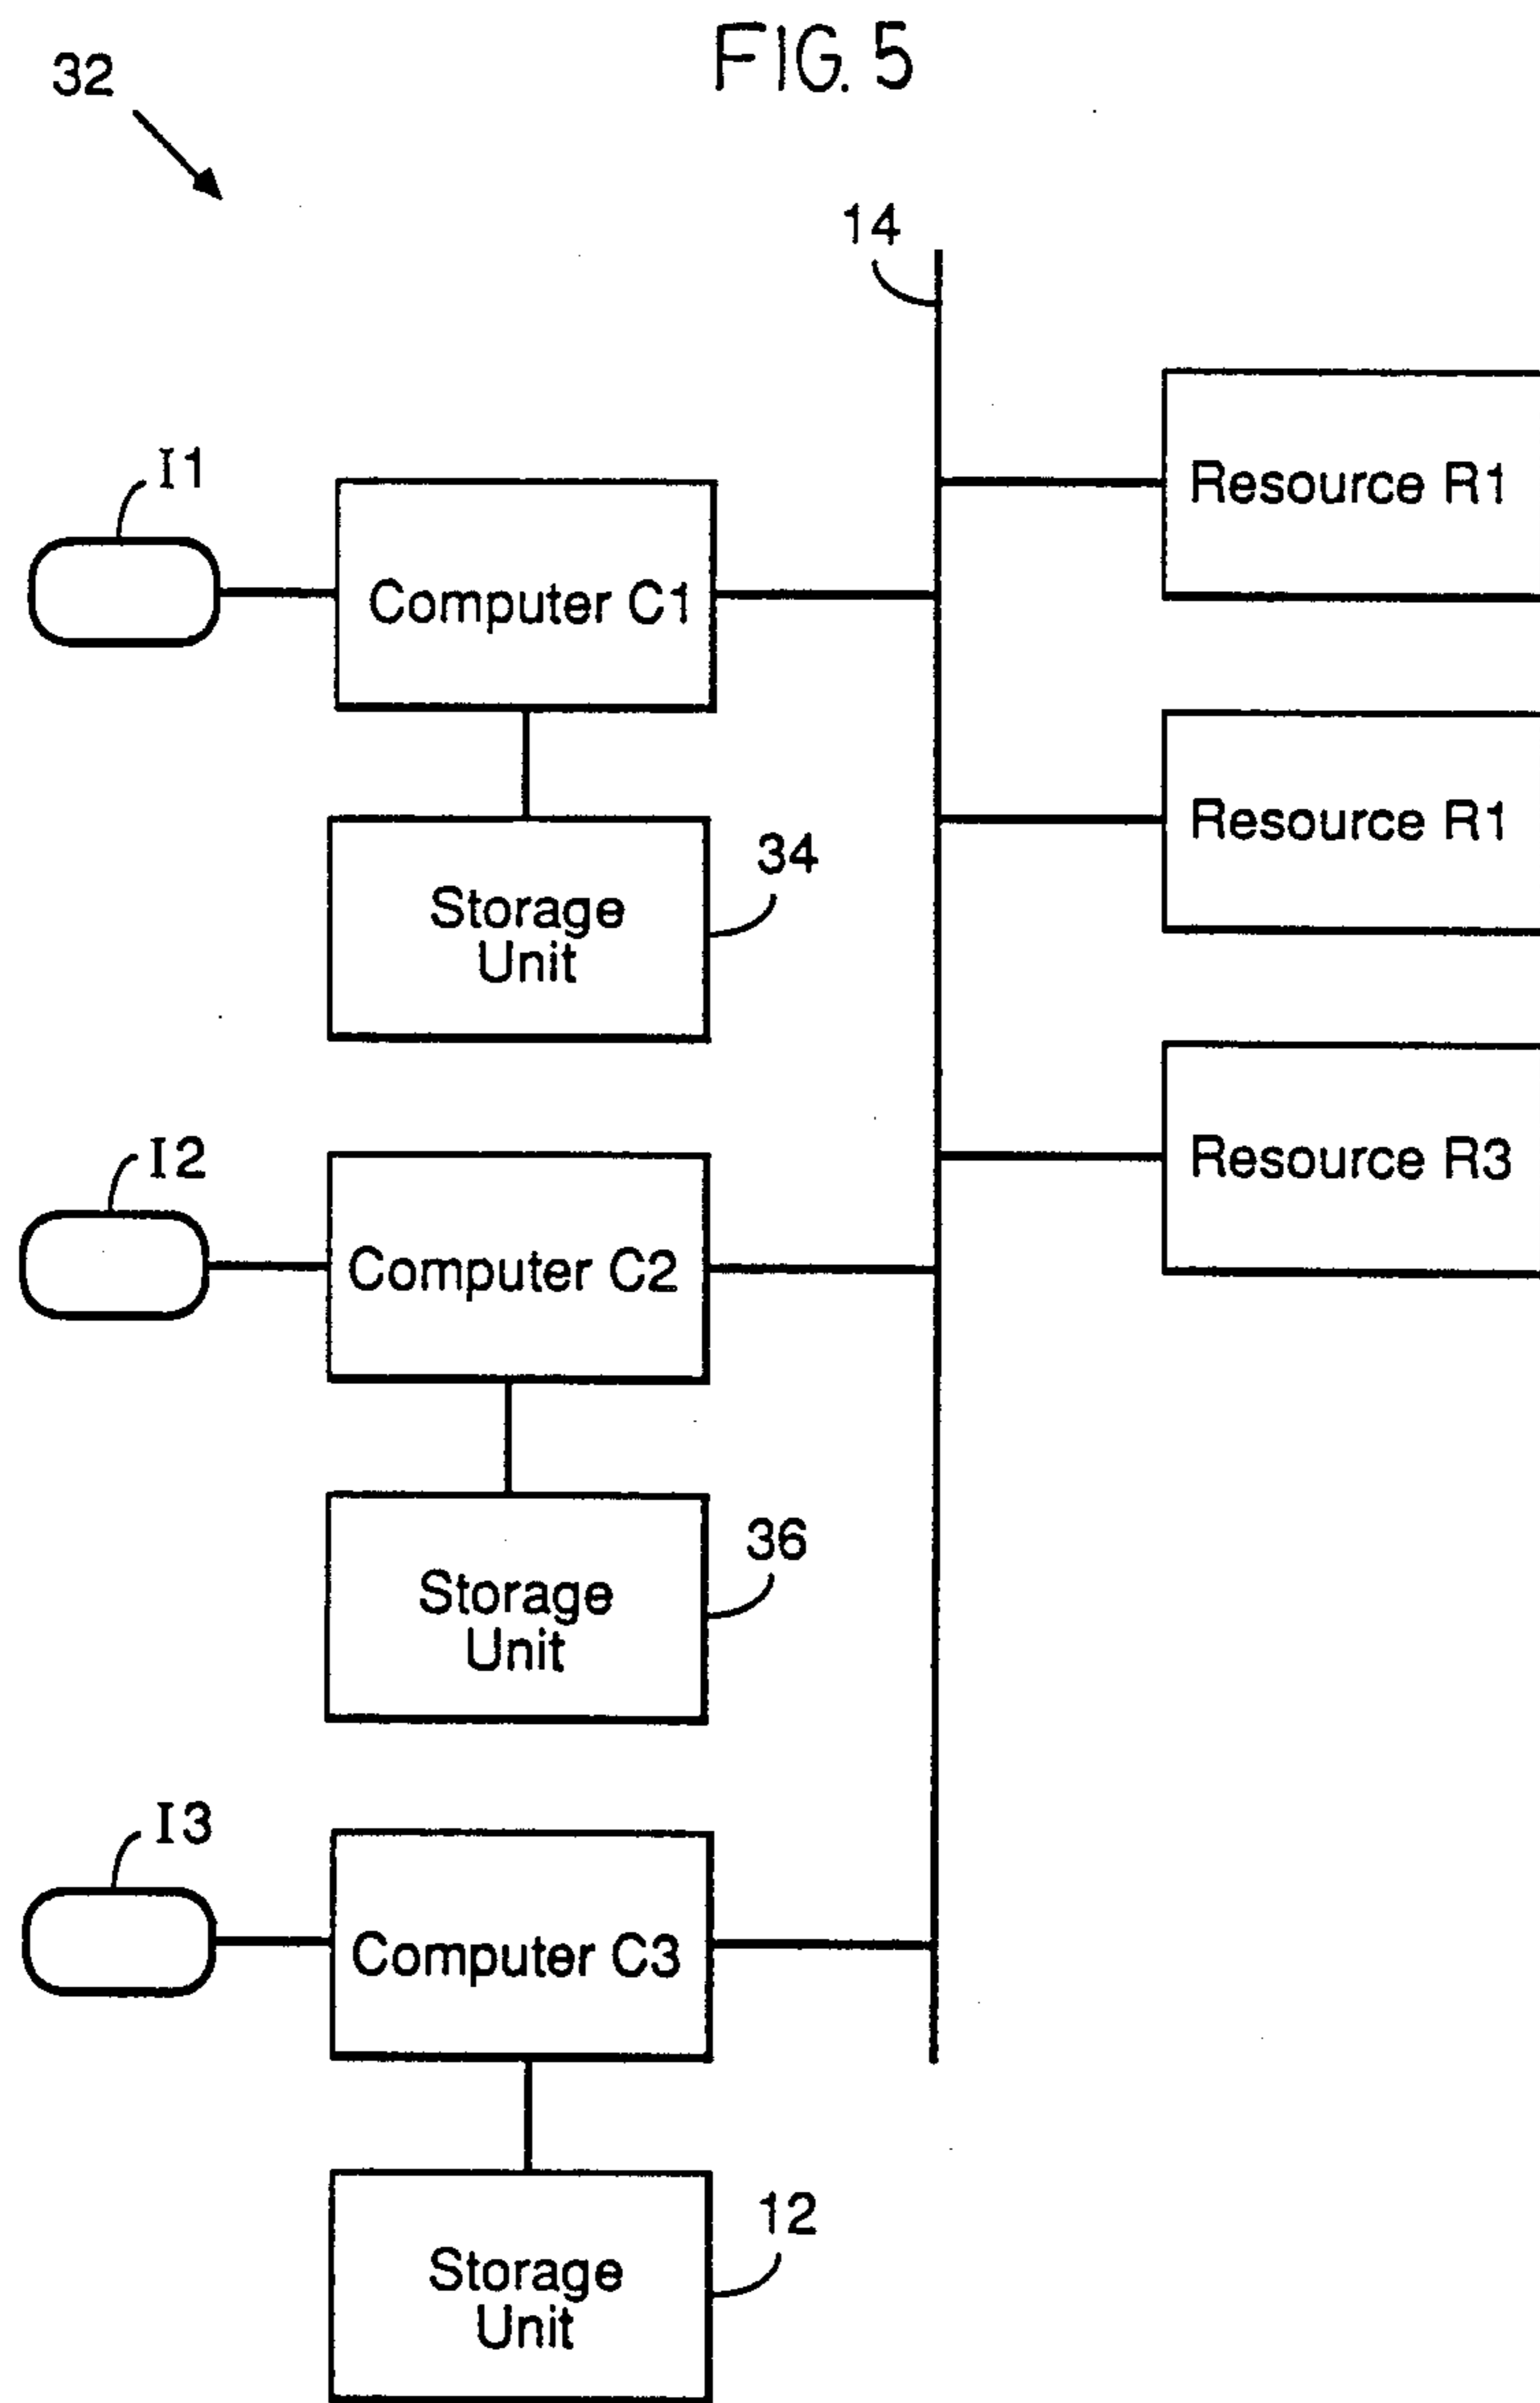 FIG. 5
32
14
I1
Computer C1
Resource R1
Storage
Unit
34
Resource R1
I2
Computer C2
Resource R3
Storage
Unit
36
I3
Computer C3
Storage
Unit
12